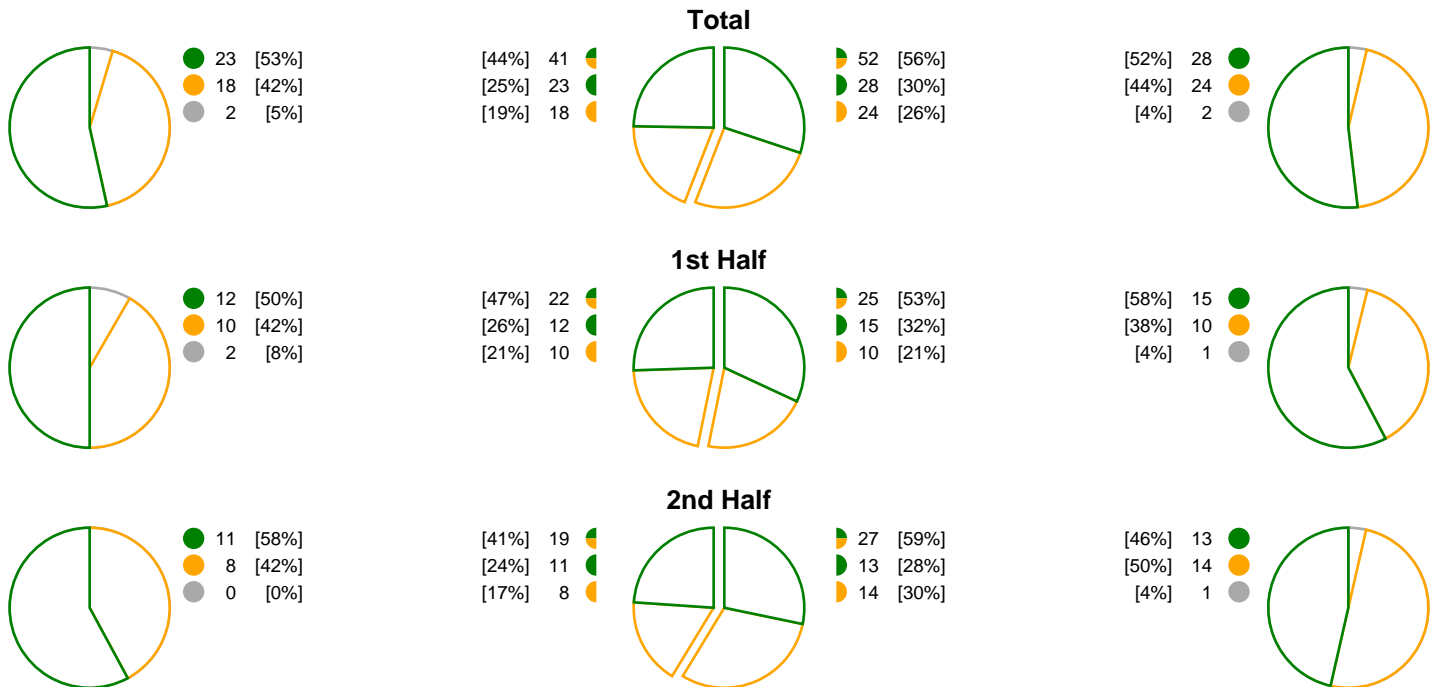 Total
23 [53%] [44%] 41 52 [56%] [52%] 28
18 [42%] [25%] 23 28 [30%] [44%] 24
2 [5%] [19%] 18 24 [26%] [4%] 2
1st Half
12 [50%] [47%] 22 25 [53%] [58%] 15
10 [42%] [26%] 12 15 [32%] [38%] 10
2 [8%] [21%] 10 10 [21%] [4%] 1
2nd Half
11 [58%] [41%] 19 27 [59%] [46%] 13
8 [42%] [24%] 11 13 [28%] [50%] 14
0 [0%] [17%] 8 14 [30%] [4%] 1